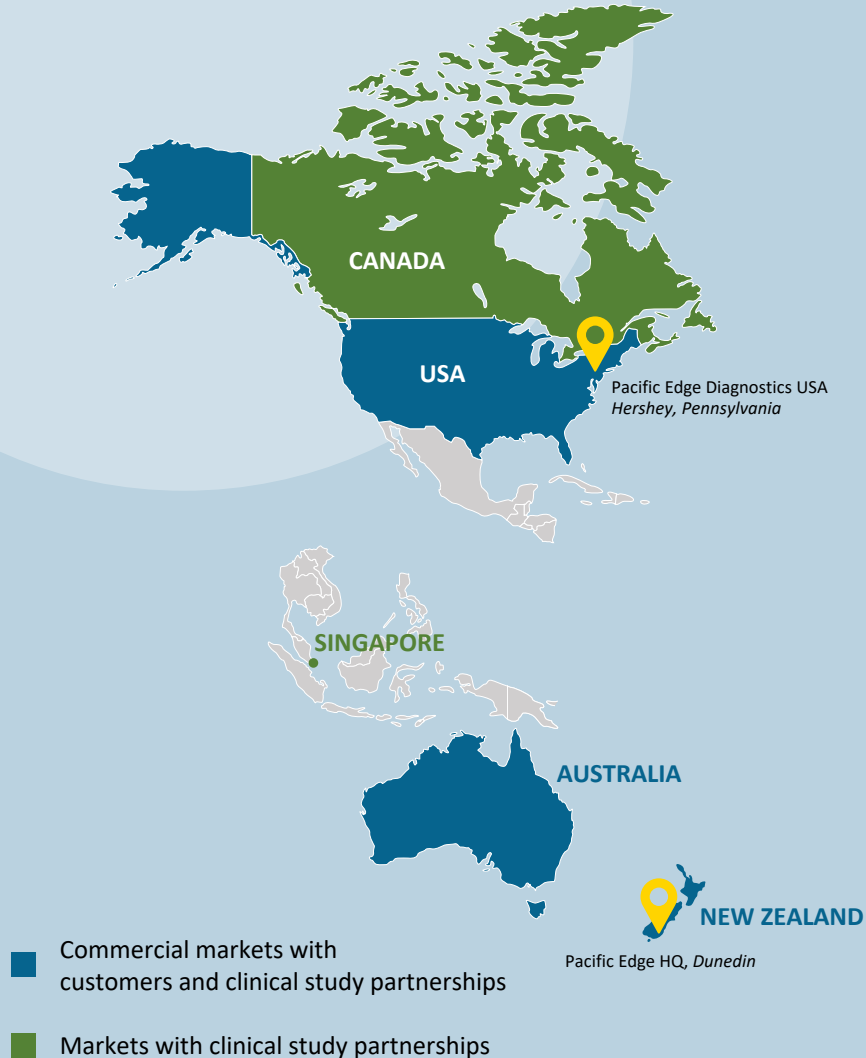 CANADA
USA
Pacific Edge Diagnostics USA
Hershey, Pennsylvania
SINGAPORE
AUSTRALIA
NEW ZEALAND
Pacific Edge HQ, Dunedin
Commercial markets with
customers and clinical study partnerships
Markets with clinical study partnerships